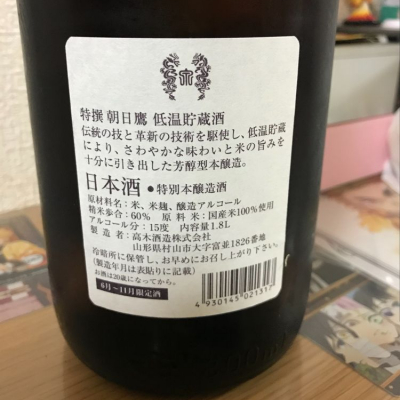 特撰 朝日鷹 低温貯蔵酒
伝統の技と革新の技術を駆使し、低温貯蔵
により、さわやかな味わいと米の旨みを
十分に引き出した芳醇型本醸造。
日本酒 ●特別本醸造酒
原材料名：米、米麹、醸造アルコール
精米歩合：60% 原料米：国産米100%使用
アルコール分：15度 内容量1.8L
製造者：高木酒造株式会社
山形県村山市大字富並1826番地
冷暗所に保管し、お早めにお召し上がり下さい。
(製造年月は表貼りに記載)
お酒は20歳になってから。
6月〜11月限定酒
4 930145 021317